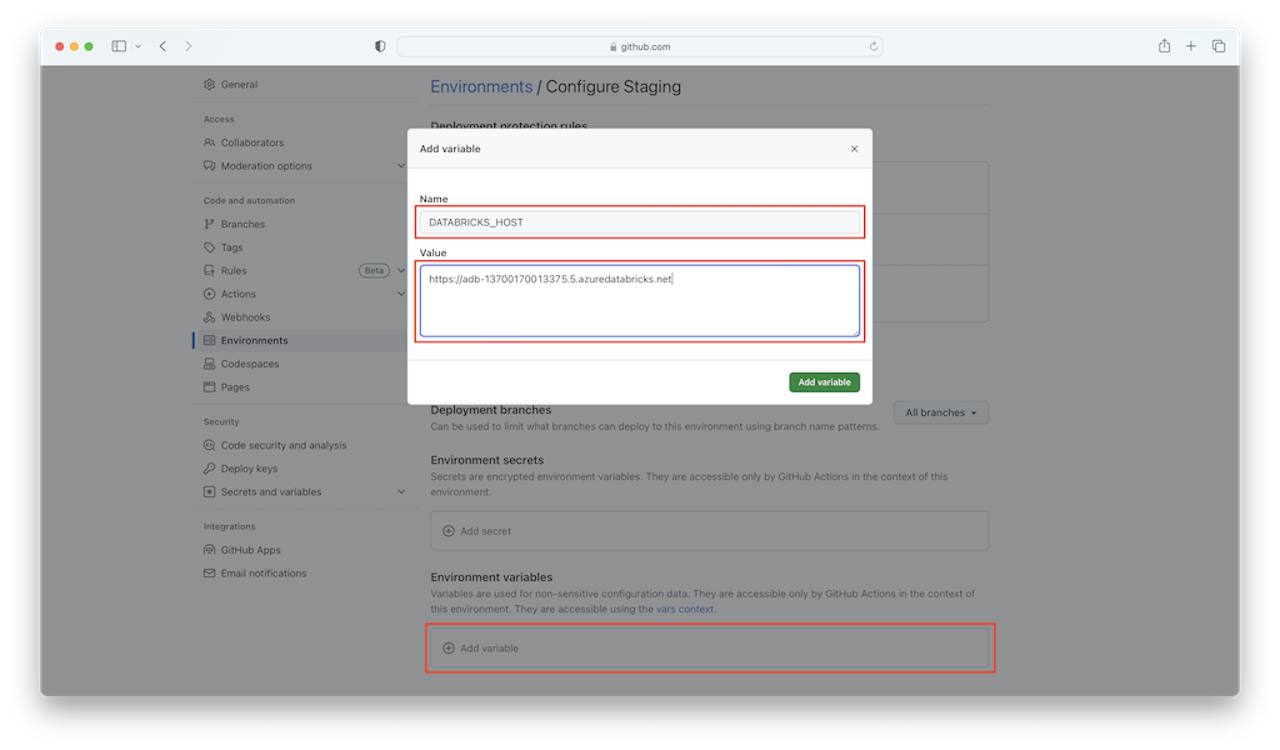 github.com
General
Access
Collaborators
Moderation options
Code and automation
Branches
Tags
Rules
Beta
Actions
Webhooks
Environments
Codespaces
Pages
Security
Code security and analysis
Deploy keys
Secrets and variables
Integrations
GitHub Apps
Email notifications
Environments / Configure Staging
Deployment protection rules
Add variable
Name
DATABRICKS_HOST
Value
https://adb-13700170013375.5.azuredatabricks.net
Add variable
Deployment branches
All branches
Can be used to limit what branches can deploy to this environment using branch name patterns.
Environment secrets
Secrets are encrypted environment variables. They are accessible only by GitHub Actions in the context of this
environment.
Add secret
Environment variables
Variables are used for non-sensitive configuration data. They are accessible only by GitHub Actions in the context of
this environment. They are accessible using the vars context.
Add variable